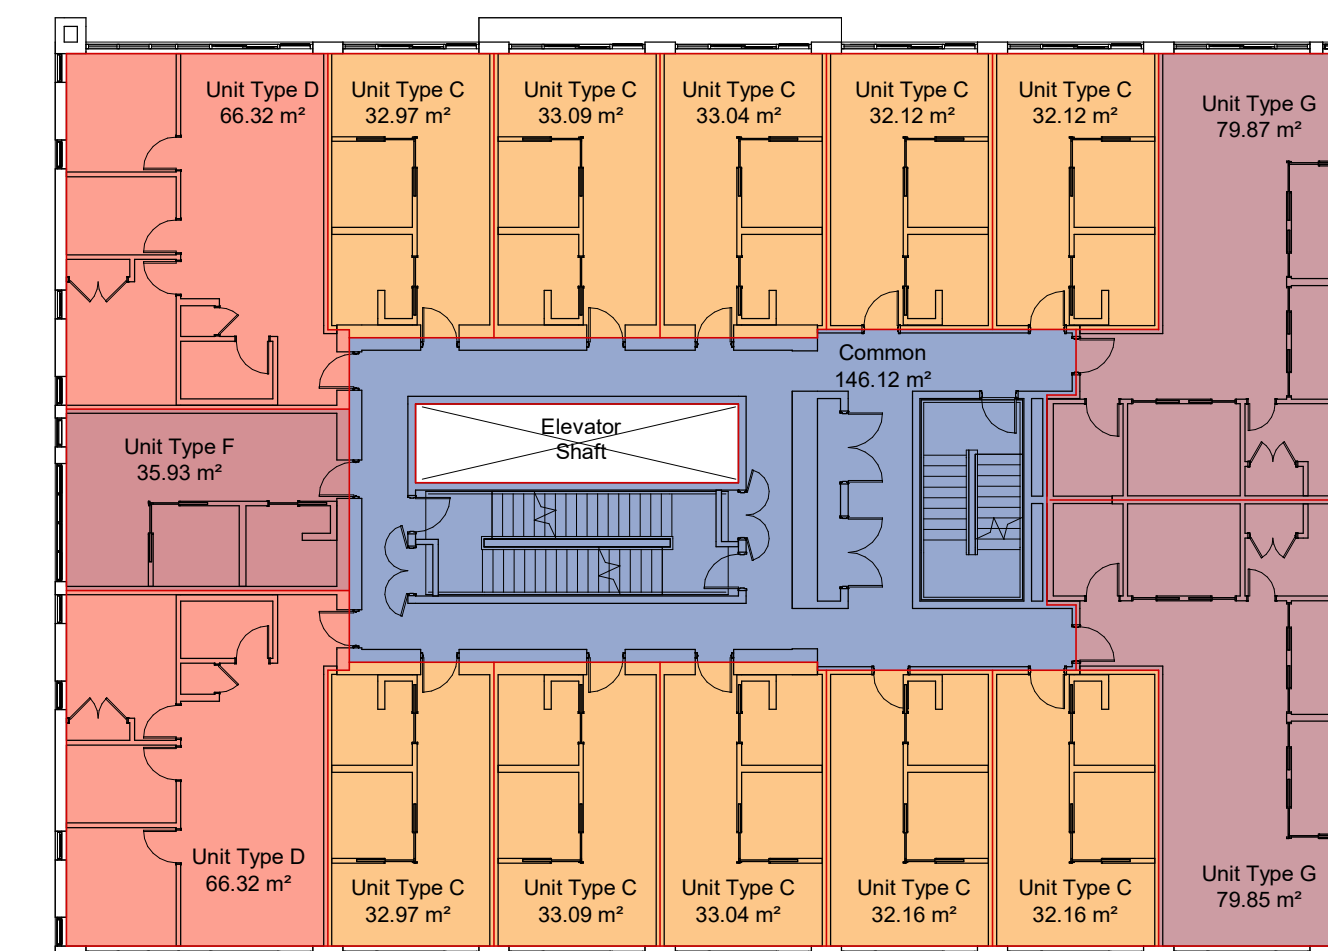 Unit Type D
66.32 m²
Unit Type C
32.97 m²
Unit Type C
33.09 m²
Unit Type C
33.04 m²
Unit Type C
32.12 m²
Unit Type C
32.12 m²
Unit Type G
79.87 m²
Common
146.12 m²
Elevator
Shaft
Unit Type F
35.93 m²
Unit Type D
66.32 m²
Unit Type C
32.97 m²
Unit Type C
33.09 m²
Unit Type C
33.04 m²
Unit Type C
32.16 m²
Unit Type C
32.16 m²
Unit Type G
79.85 m²